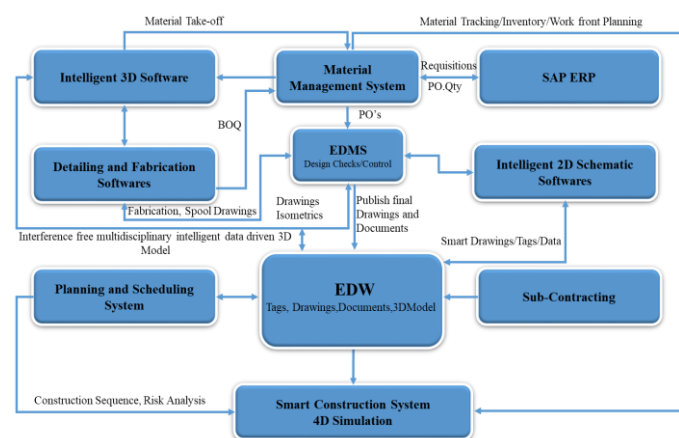 Material Take-off
Material Tracking/Inventory/Work front Planning
Intelligent 3D Software
Material
Management System
Requisitions
PO.Qty
SAP ERP
BOQ
PO's
EDMS
Design Checks/Control
Detailing and Fabrication
Softwares
Intelligent 2D Schematic
Softwares
Fabrication, Spool Drawings
Drawings
Isometrics
Publish final
Drawings and
Documents
Interference free multidisciplinary intelligent data driven 3D
Model
Smart Drawings/Tags/Data
Planning and Scheduling
System
EDW
Tags, Drawings,Documents,3DModel
Sub-Contracting
Construction Sequence, Risk Analysis
Smart Construction System
4D Simulation